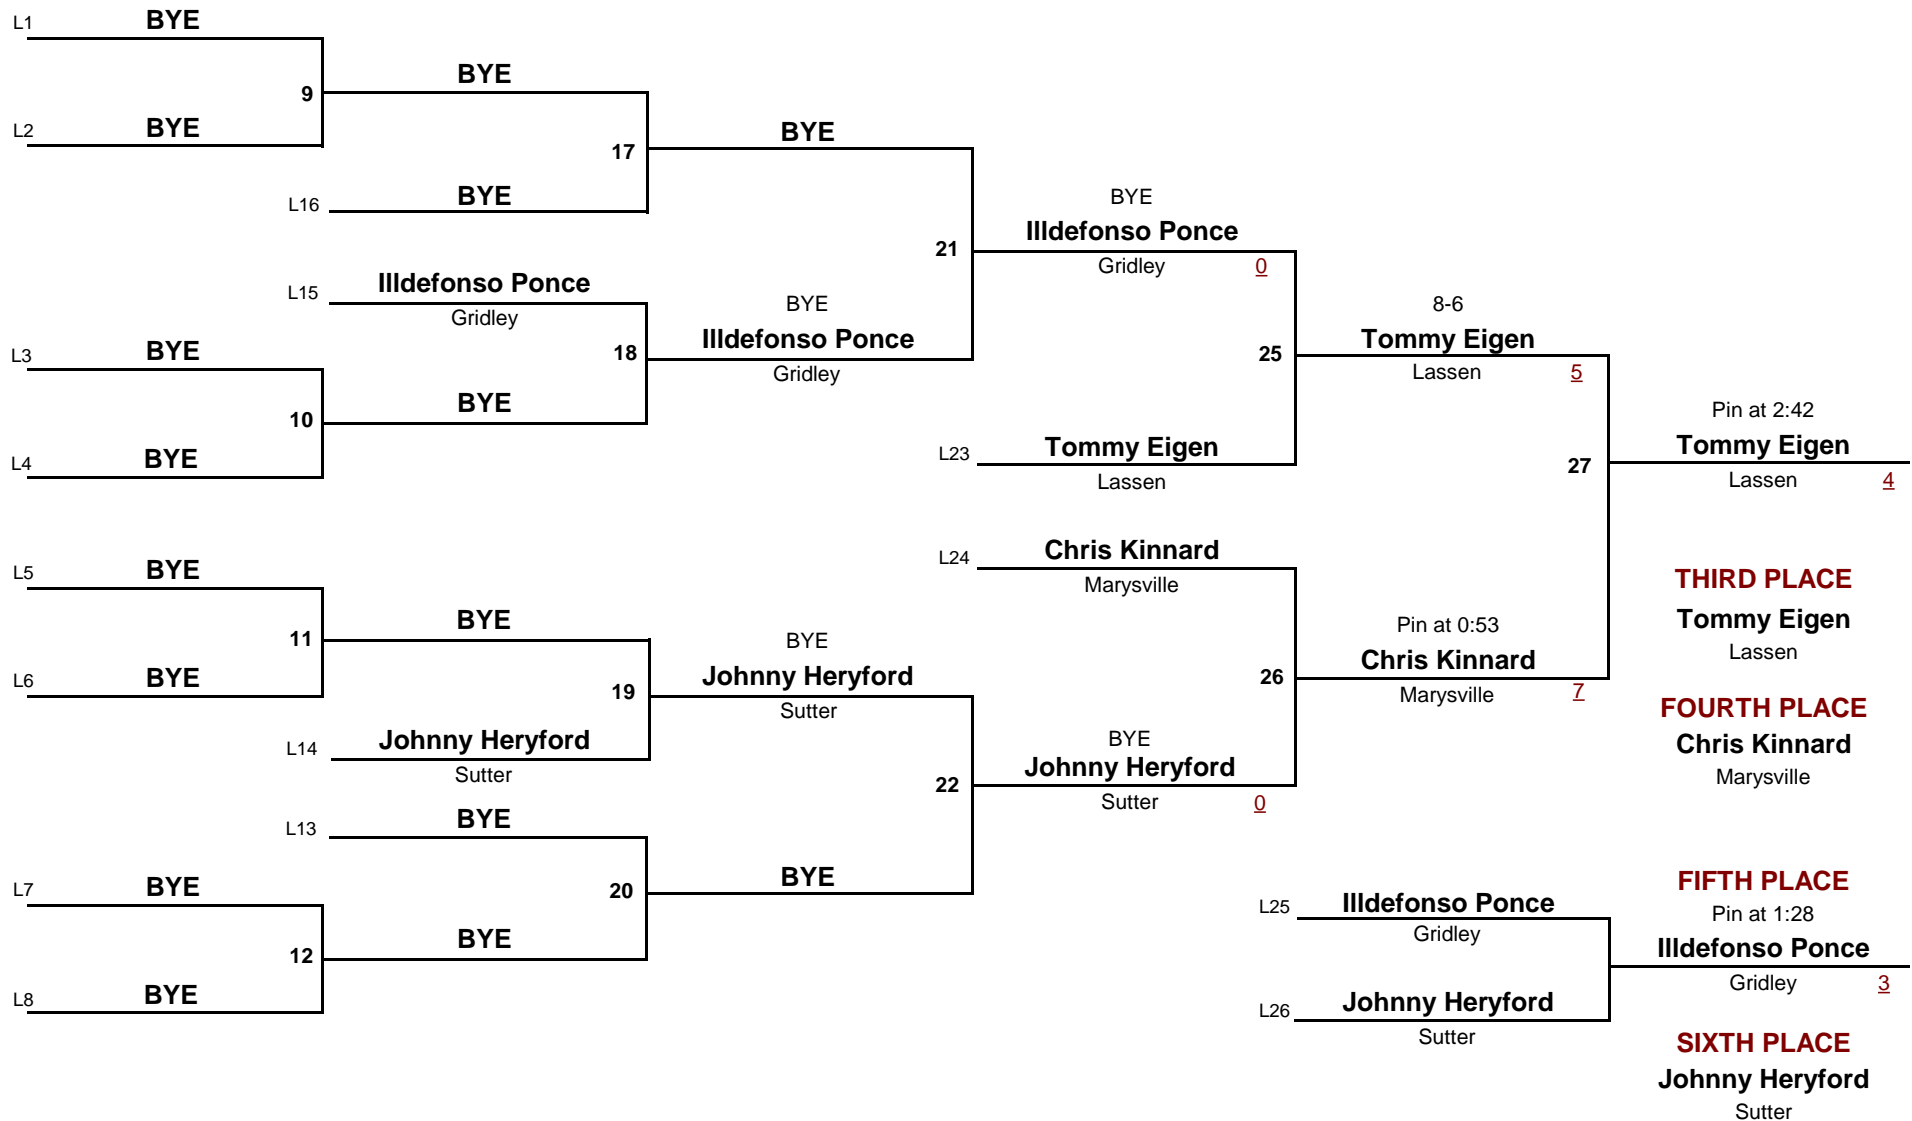 L1 BYE
9
L2 BYE
BYE
17
L16 BYE
BYE
L15 Illdefonso Ponce
Gridley
18
L3 BYE
10
L4 BYE
BYE
BYE
Illdefonso Ponce
Gridley
21
BYE
Illdefonso Ponce
Gridley 0
25
L23 Tommy Eigen
Lassen
8-6
Tommy Eigen
Lassen 5
27
Pin at 2:42
Tommy Eigen
Lassen 4
L5 BYE
11
L6 BYE
BYE
19
L14 Johnny Heryford
Sutter
BYE
Johnny Heryford
Sutter
22
L13 BYE
20
L7 BYE
12
L8 BYE
BYE
BYE
L24 Chris Kinnard
Marysville
26
BYE
Johnny Heryford
Sutter 0
Pin at 0:53
Chris Kinnard
Marysville 7
THIRD PLACE
Tommy Eigen
Lassen
FOURTH PLACE
Chris Kinnard
Marysville
L25 Illdefonso Ponce
Gridley
L26 Johnny Heryford
Sutter
FIFTH PLACE
Pin at 1:28
Illdefonso Ponce
Gridley 3
SIXTH PLACE
Johnny Heryford
Sutter